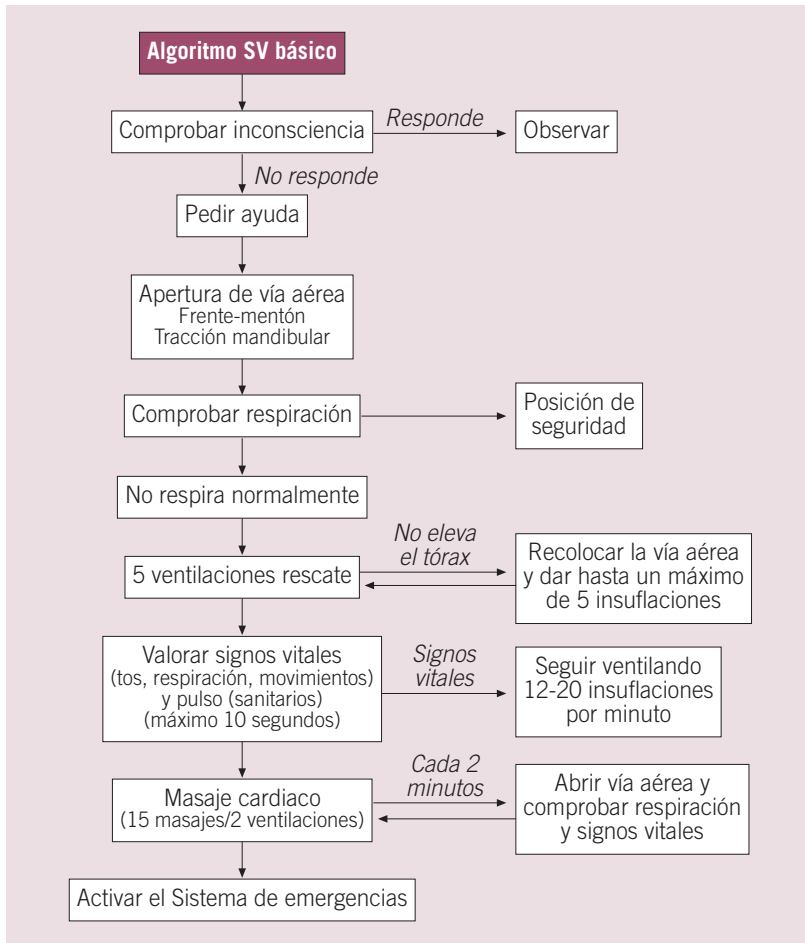 Algoritmo SV básico
Comprobar inconsciencia
Responde
Observar
No responde
Pedir ayuda
Apertura de vía aérea
Frente-mentón
Tracción mandibular
Comprobar respiración
Posición de
seguridad
No respira normalmente
5 ventilaciones rescate
No eleva
el tórax
Recolocar la vía aérea
y dar hasta un máximo
de 5 insuflaciones
Valorar signos vitales
(tos, respiración, movimientos)
y pulso (sanitarios)
(máximo 10 segundos)
Signos
vitales
Seguir ventilando
12-20 insuflaciones
por minuto
Masaje cardiaco
(15 masajes/2 ventilaciones)
Cada 2
minutos
Abrir vía aérea y
comprobar respiración
y signos vitales
Activar el Sistema de emergencias